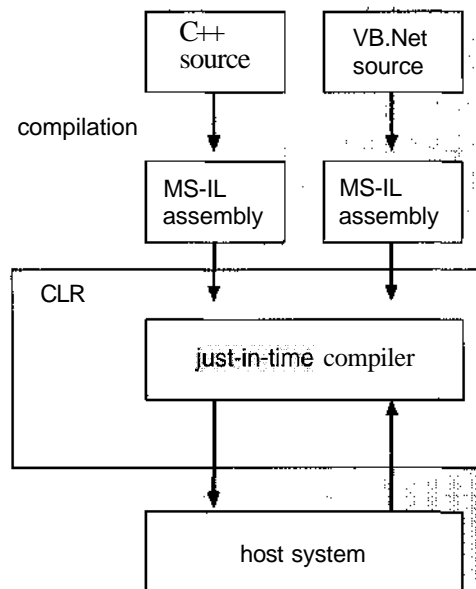 C++
source
VB.Net
source
compilation
MS-IL
assembly
MS-IL
assembly
CLR
just-in-time compiler
host system